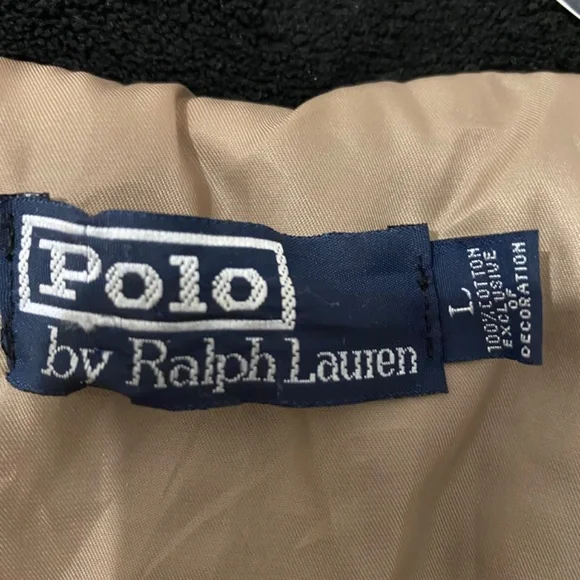 Polo
by Ralph Lauren
L
100% COTTON
EXCLUSIVE
OF
DECORATION